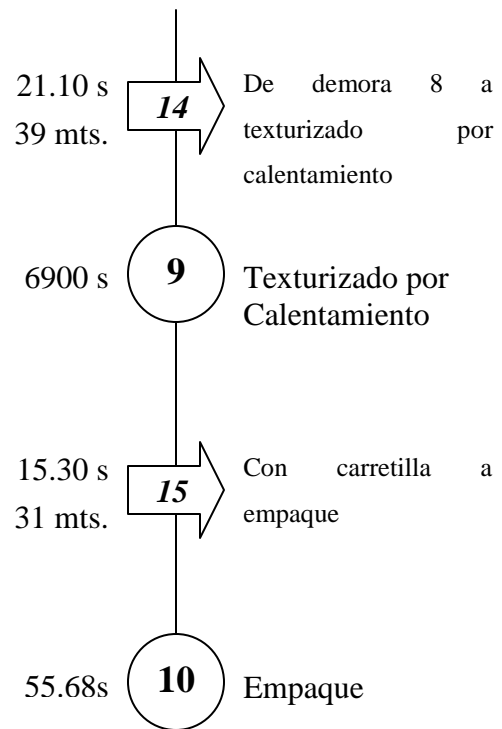 21.10 s
39 mts.
14
De demora 8 a
texturizado por
calentamiento
6900 s
9
Texturizado por
Calentamiento
15.30 s
31 mts.
15
Con carretilla a
empaque
55.68s
10
Empaque